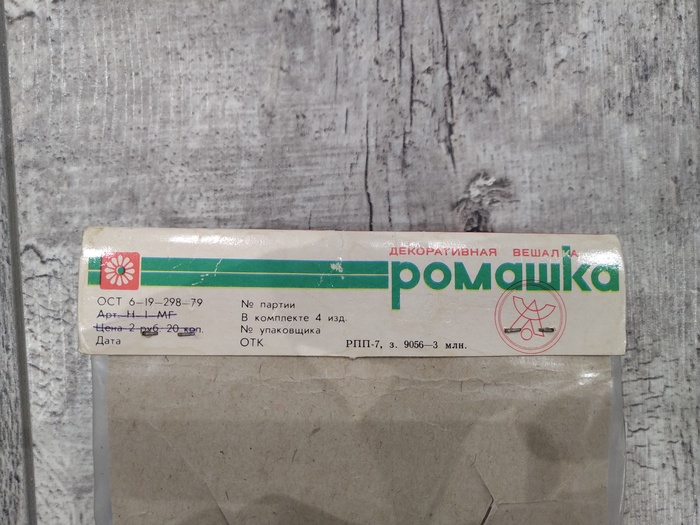 ДЕКОРАТИВНАЯ ВЕШАЛКА
ромашка
ОСТ 6-19-298-79
Арт. Н. I МГ
Цена 2 руб. 20 коп.
Дата
№ партии
В комплекте 4 изд.
№ упаковщика
ОТК
РПП-7, з. 9056—3 млн.